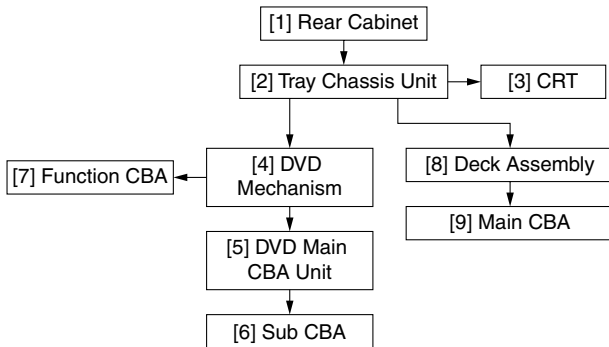 [1] Rear Cabinet
[2] Tray Chassis Unit
[3] CRT
[7] Function CBA
[4] DVD
Mechanism
[8] Deck Assembly
[9] Main CBA
[5] DVD Main
CBA Unit
[6] Sub CBA